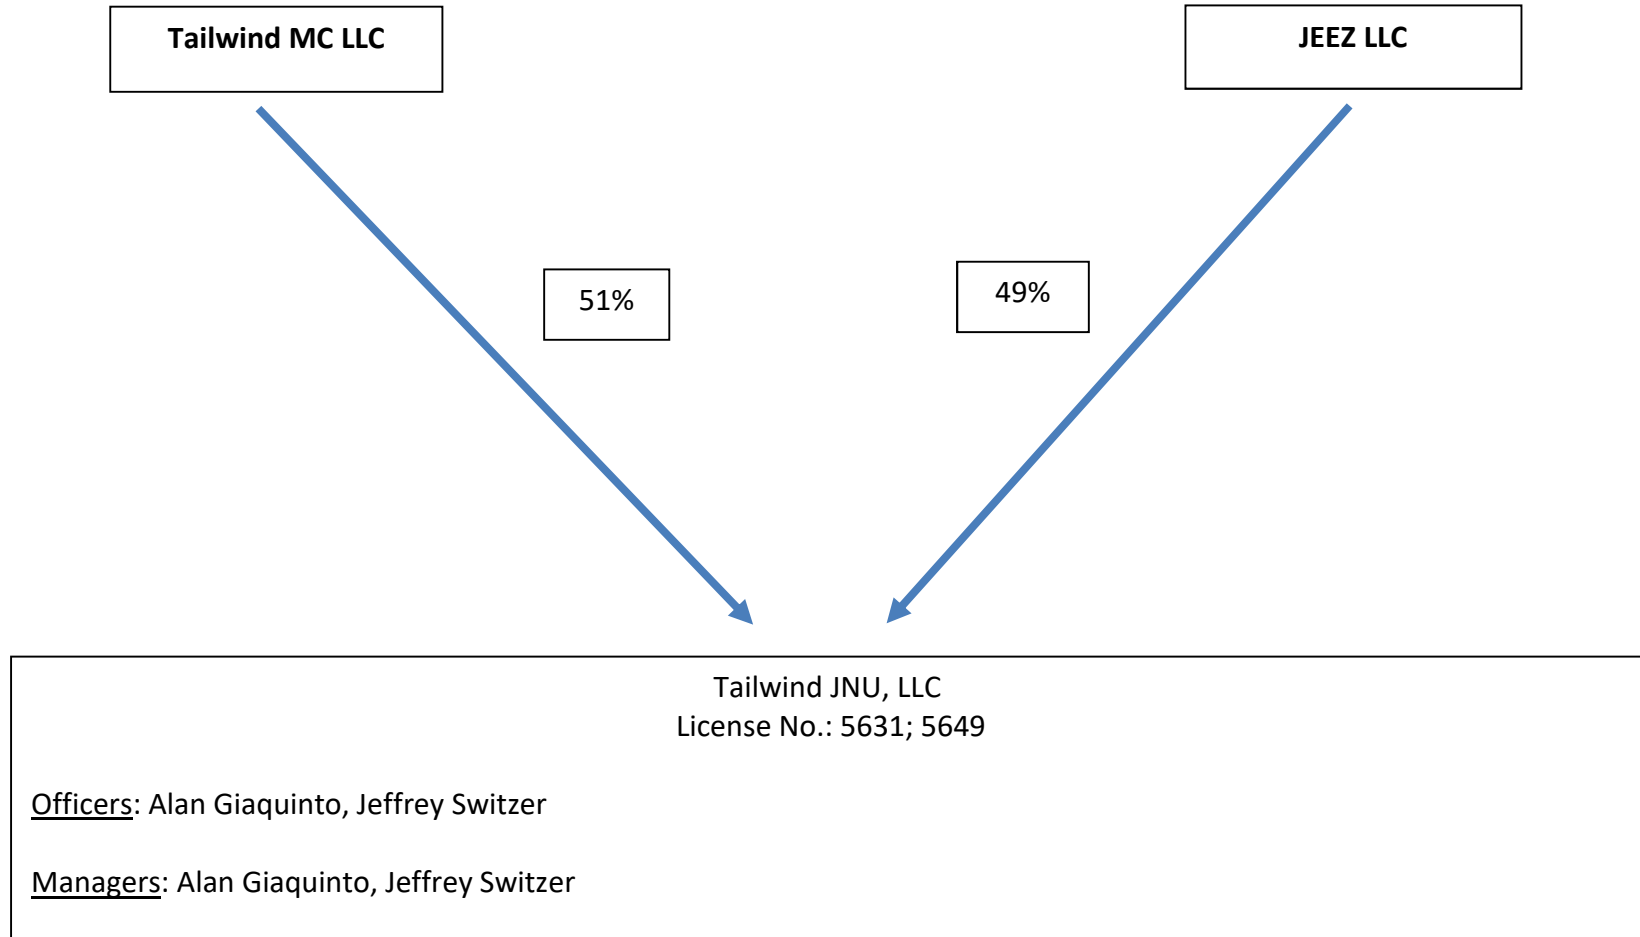 Tailwind MC LLC
JEEZ LLC
51%
49%
Tailwind JNU, LLC
License No.: 5631; 5649
Officers: Alan Giaquinto, Jeffrey Switzer
Managers: Alan Giaquinto, Jeffrey Switzer